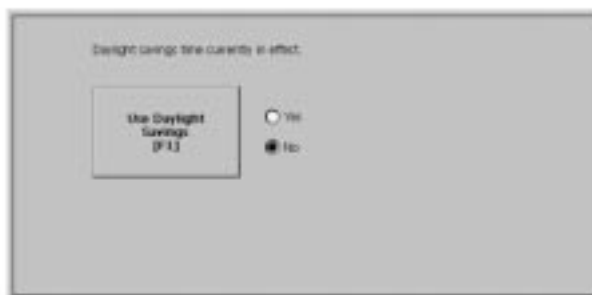 Daylight savings time currently in effect.
Use Daylight
Savings
[F1]
Yes
No